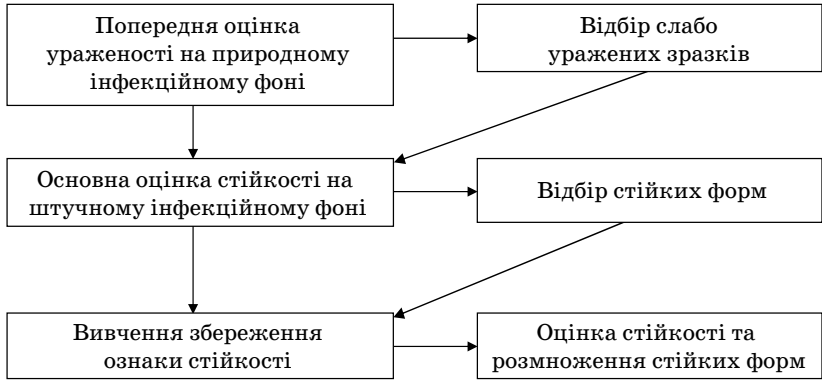 Попередня оцінка
ураженості на природному
інфекційному фоні
Відбір слабо
уражених зразків
Основна оцінка стійкості на
штучному інфекційному фоні
Відбір стійких форм
Вивчення збереження
ознаки стійкості
Оцінка стійкості та
розмноження стійких форм